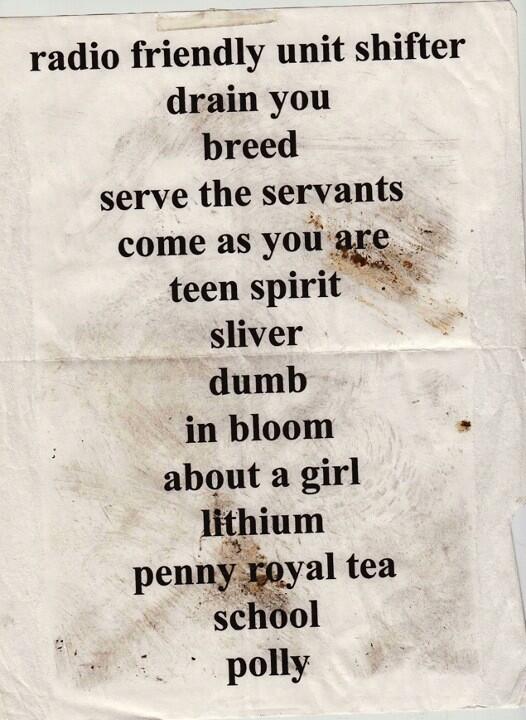 radio friendly unit shifter
drain you
breed
serve the servants
come as you are
teen spirit
sliver
dumb
in bloom
about a girl
lithium
penny royal tea
school
polly